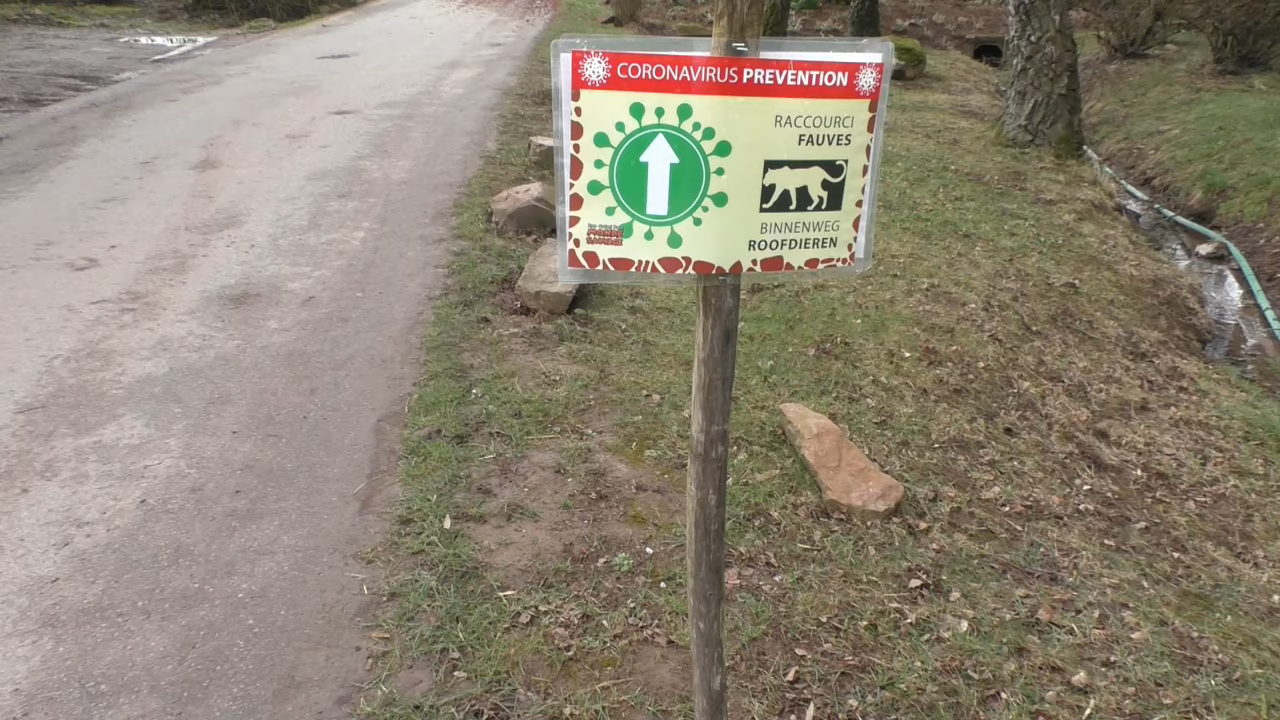 CORONAVIRUS PREVENTION
RACCOURCI
FAUVES
BINNENWEG
ROOFDIEREN